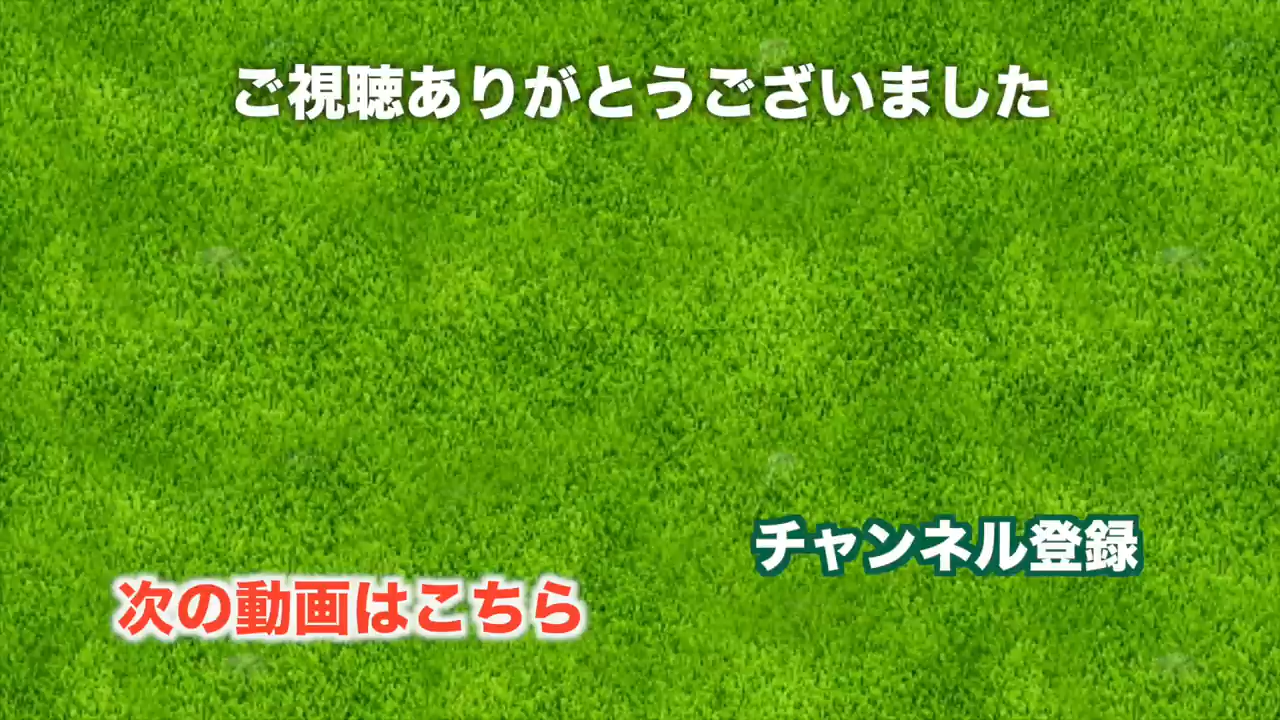 ご視聴ありがとうございました
チャンネル登録
次の動画はこちら